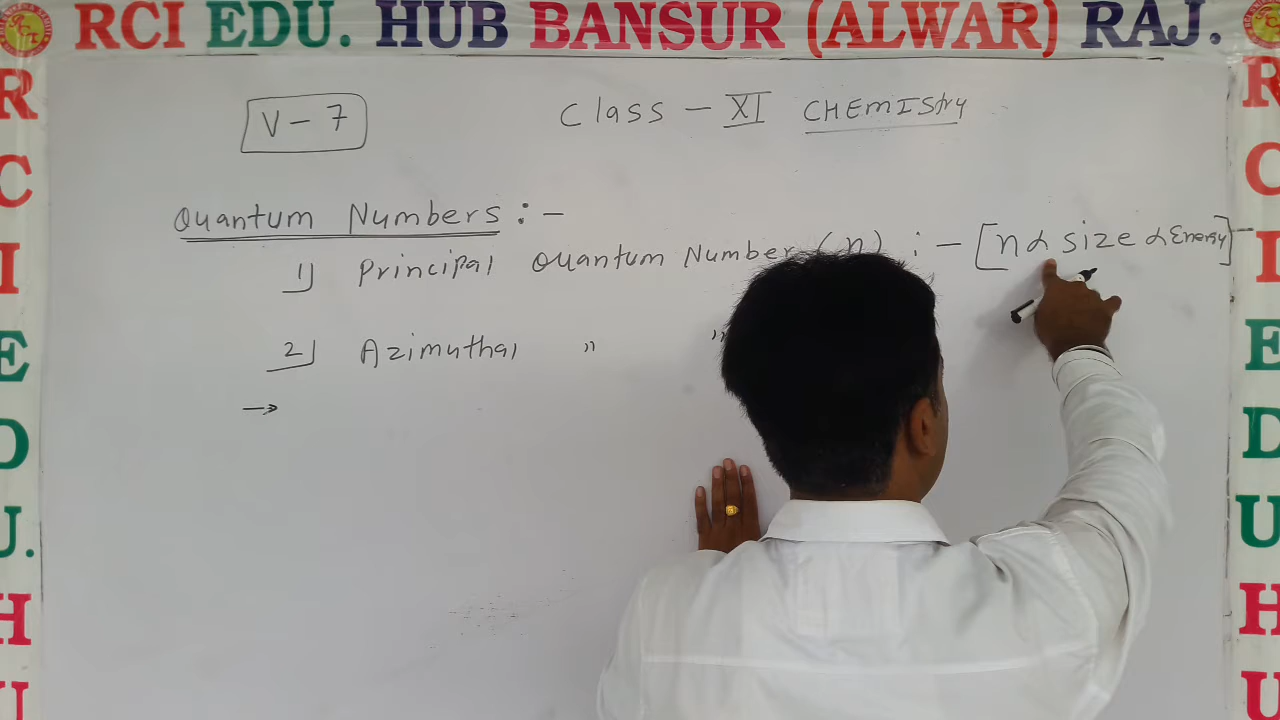 RCI EDU. HUB BANSUR (ALWAR) RAJ.
V - 7
Class - XI CHEMIStry
Quantum Numbers : -
1) Principal Quantum Number (n) : - [n α size α Energy]
2) Azimuthal " "
→
R
C
I
E
D
U.
H
U
R
C
I
E
D
U
H
U